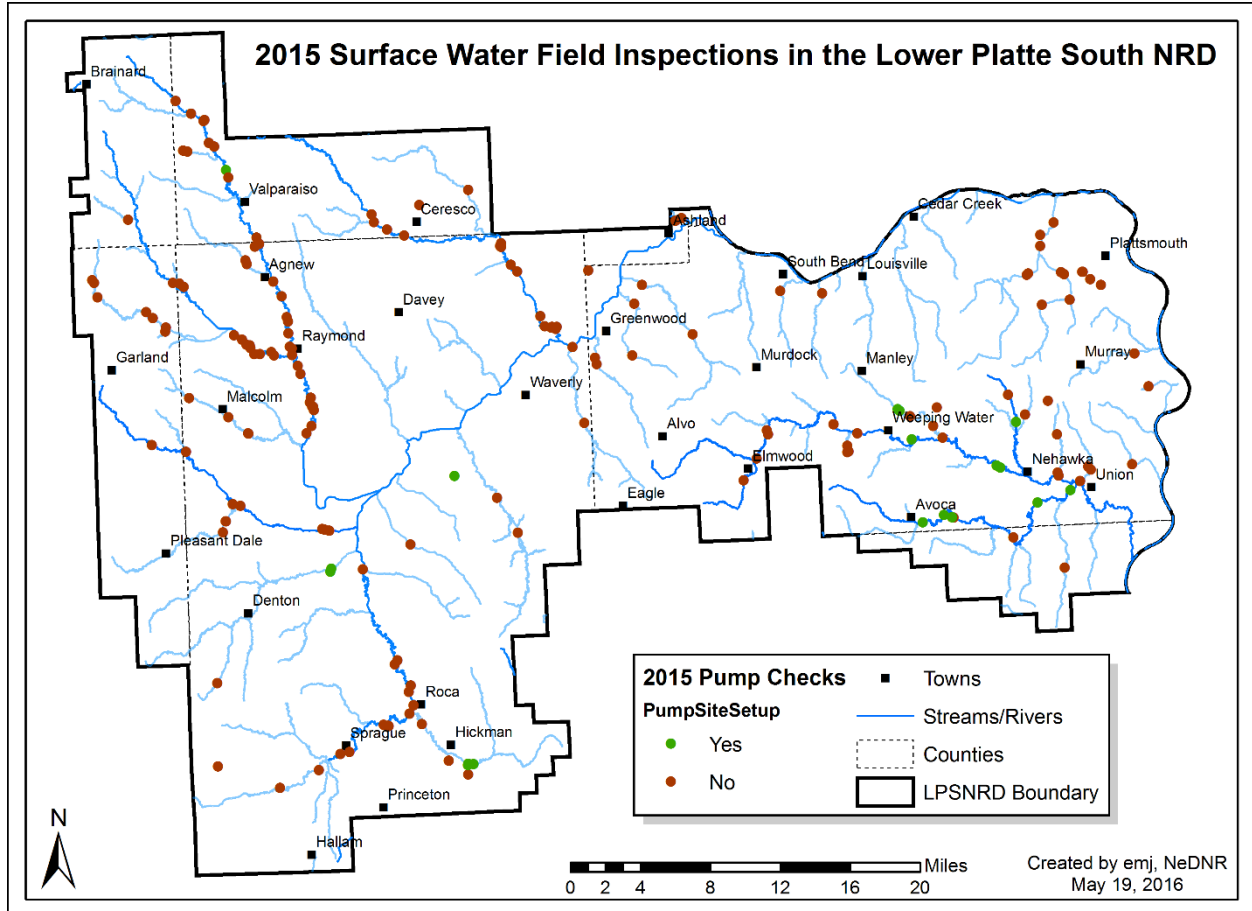 2015 Surface Water Field Inspections in the Lower Platte South NRD
Brainard
Valparaiso
Ceresco
Ashland
Cedar Creek
Plattsmouth
Agnew
South Bend
Louisville
Davey
Greenwood
Raymond
Garland
Murdock
Manley
Murray
Waverly
Malcolm
Alvo
Weeping Water
Elmwood
Nehawka
Union
Eagle
Avoca
Pleasant Dale
Denton
Roca
Sprague
Hickman
Princeton
Hallam
2015 Pump Checks
PumpSiteSetup
Yes
No
Towns
Streams/Rivers
Counties
LPSNRD Boundary
N
Miles
0 2 4 8 12 16 20
Created by emj, NeDNR
May 19, 2016